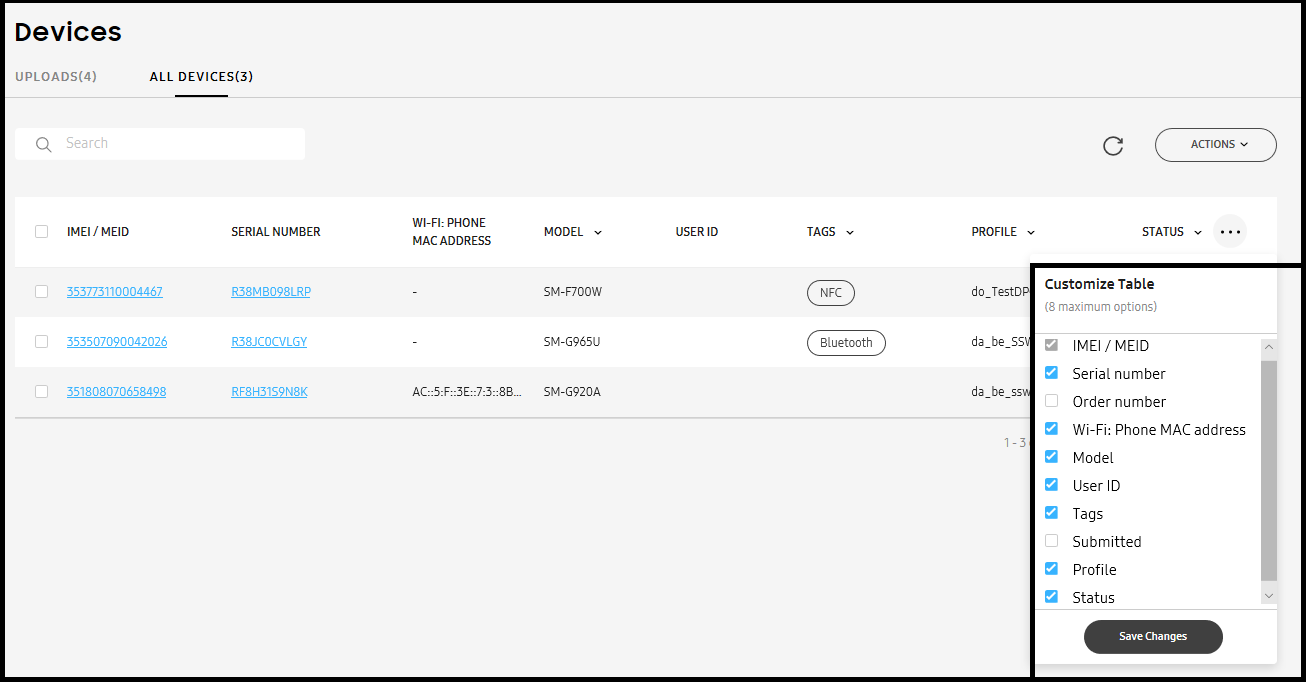 Devices
UPLOADS(4) ALL DEVICES(3)
Search
ACTIONS
IMEI / MEID SERIAL NUMBER WI-FI: PHONE MAC ADDRESS MODEL USER ID TAGS PROFILE STATUS
353773110004467 R38MB098LRP - SM-F700W NFC do_TestDP
353507090042026 R38JC0CVLGY - SM-G965U Bluetooth da_be_SSW
351808070658498 RF8H31S9N8K AC::5:F::3E::7:3::8B... SM-G920A da_be_ssw
1 - 3
Customize Table
(8 maximum options)
IMEI / MEID
Serial number
Order number
Wi-Fi: Phone MAC address
Model
User ID
Tags
Submitted
Profile
Status
Save Changes